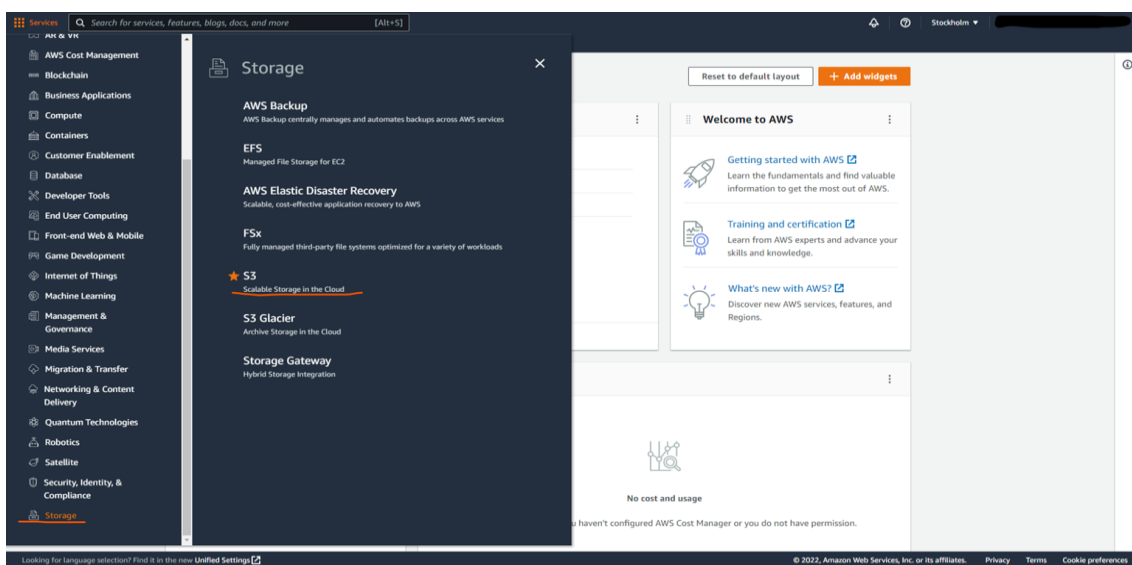 Services
Search for services, features, blogs, docs, and more
[Alt+S]
Stockholm
AR & VR
AWS Cost Management
Blockchain
Business Applications
Compute
Containers
Customer Enablement
Database
Developer Tools
End User Computing
Front-end Web & Mobile
Game Development
Internet of Things
Machine Learning
Management &
Governance
Media Services
Migration & Transfer
Networking & Content
Delivery
Quantum Technologies
Robotics
Satellite
Security, Identity, &
Compliance
Storage
Storage
AWS Backup
AWS Backup centrally manages and automates backups across AWS services
EFS
Managed File Storage for EC2
AWS Elastic Disaster Recovery
Scalable, cost-effective application recovery to AWS
FSx
Fully managed third-party file systems optimized for a variety of workloads
S3
Scalable Storage in the Cloud
S3 Glacier
Archive Storage in the Cloud
Storage Gateway
Hybrid Storage Integration
Reset to default layout
+ Add widgets
Welcome to AWS
Getting started with AWS
Learn the fundamentals and find valuable
information to get the most out of AWS.
Training and certification
Learn from AWS experts and advance your
skills and knowledge.
What's new with AWS?
Discover new AWS services, features, and
Regions.
No cost and usage
u haven't configured AWS Cost Manager or you do not have permission.
Looking for language selection? Find it in the new Unified Settings
© 2022, Amazon Web Services, Inc. or its affiliates.
Privacy
Terms
Cookie preferences